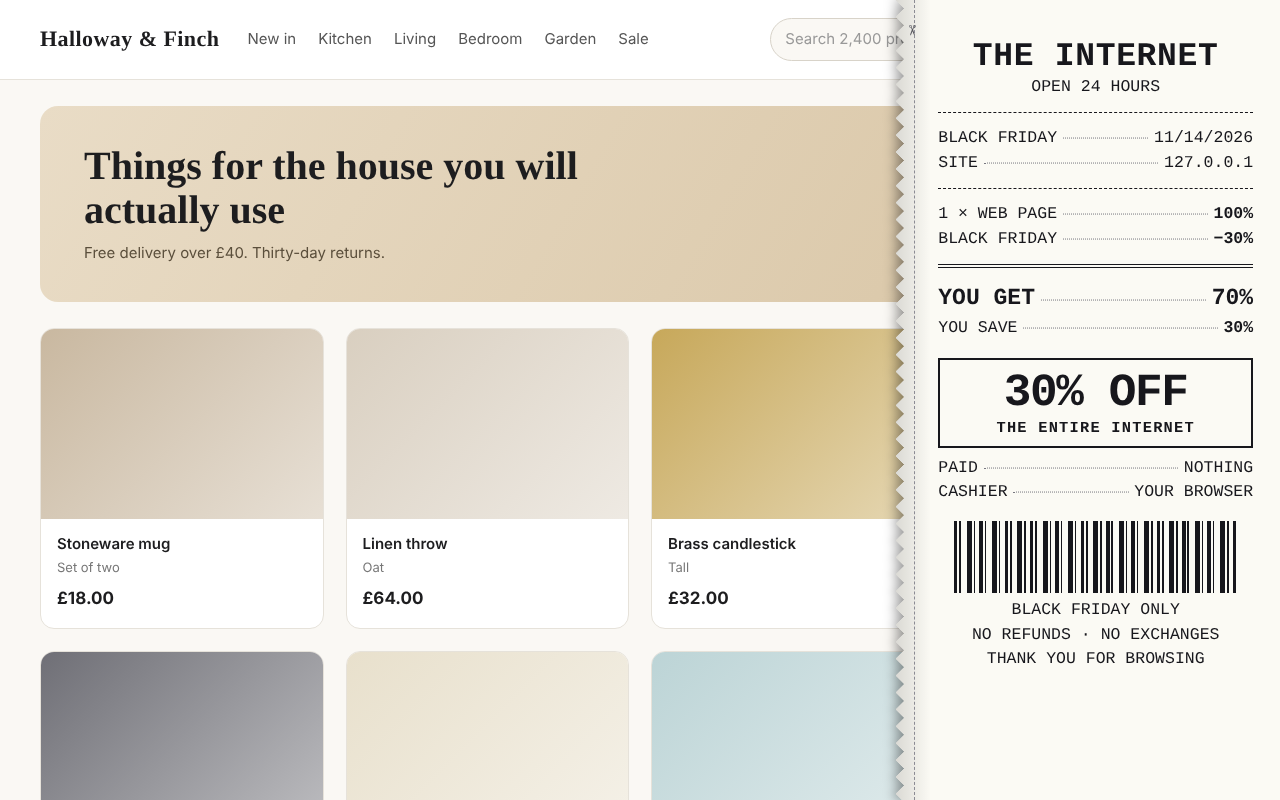 Halloway & Finch
New in
Kitchen
Living
Bedroom
Garden
Sale
Search 2,400
Things for the house you will
actually use
Free delivery over £40. Thirty-day returns.
Stoneware mug
Set of two
£18.00
Linen throw
Oat
£64.00
Brass candlestick
Tall
£32.00
THE INTERNET
OPEN 24 HOURS
BLACK FRIDAY 11/14/2026
SITE 127.0.0.1
1 × WEB PAGE 100%
BLACK FRIDAY −30%
YOU GET 70%
YOU SAVE 30%
30% OFF
THE ENTIRE INTERNET
PAID NOTHING
CASHIER YOUR BROWSER
BLACK FRIDAY ONLY
NO REFUNDS · NO EXCHANGES
THANK YOU FOR BROWSING